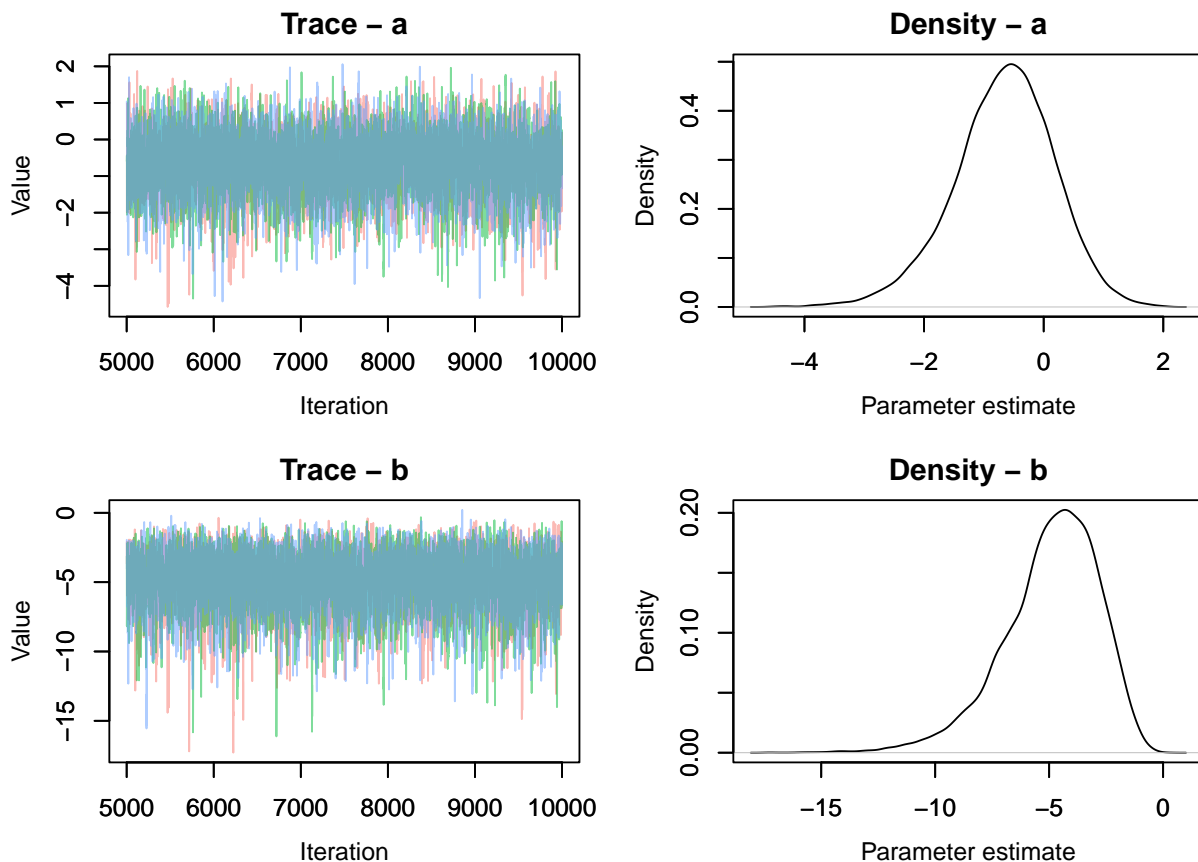 Trace – a
Value
2
1
0
−2
−4
5000 6000 7000 8000 9000 10000
Iteration
Density – a
Density
0.4
0.2
0.0
−4 −2 0 2
Parameter estimate
Trace – b
Value
0
−5
−10
−15
5000 6000 7000 8000 9000 10000
Iteration
Density – b
Density
0.20
0.10
0.00
−15 −10 −5 0
Parameter estimate